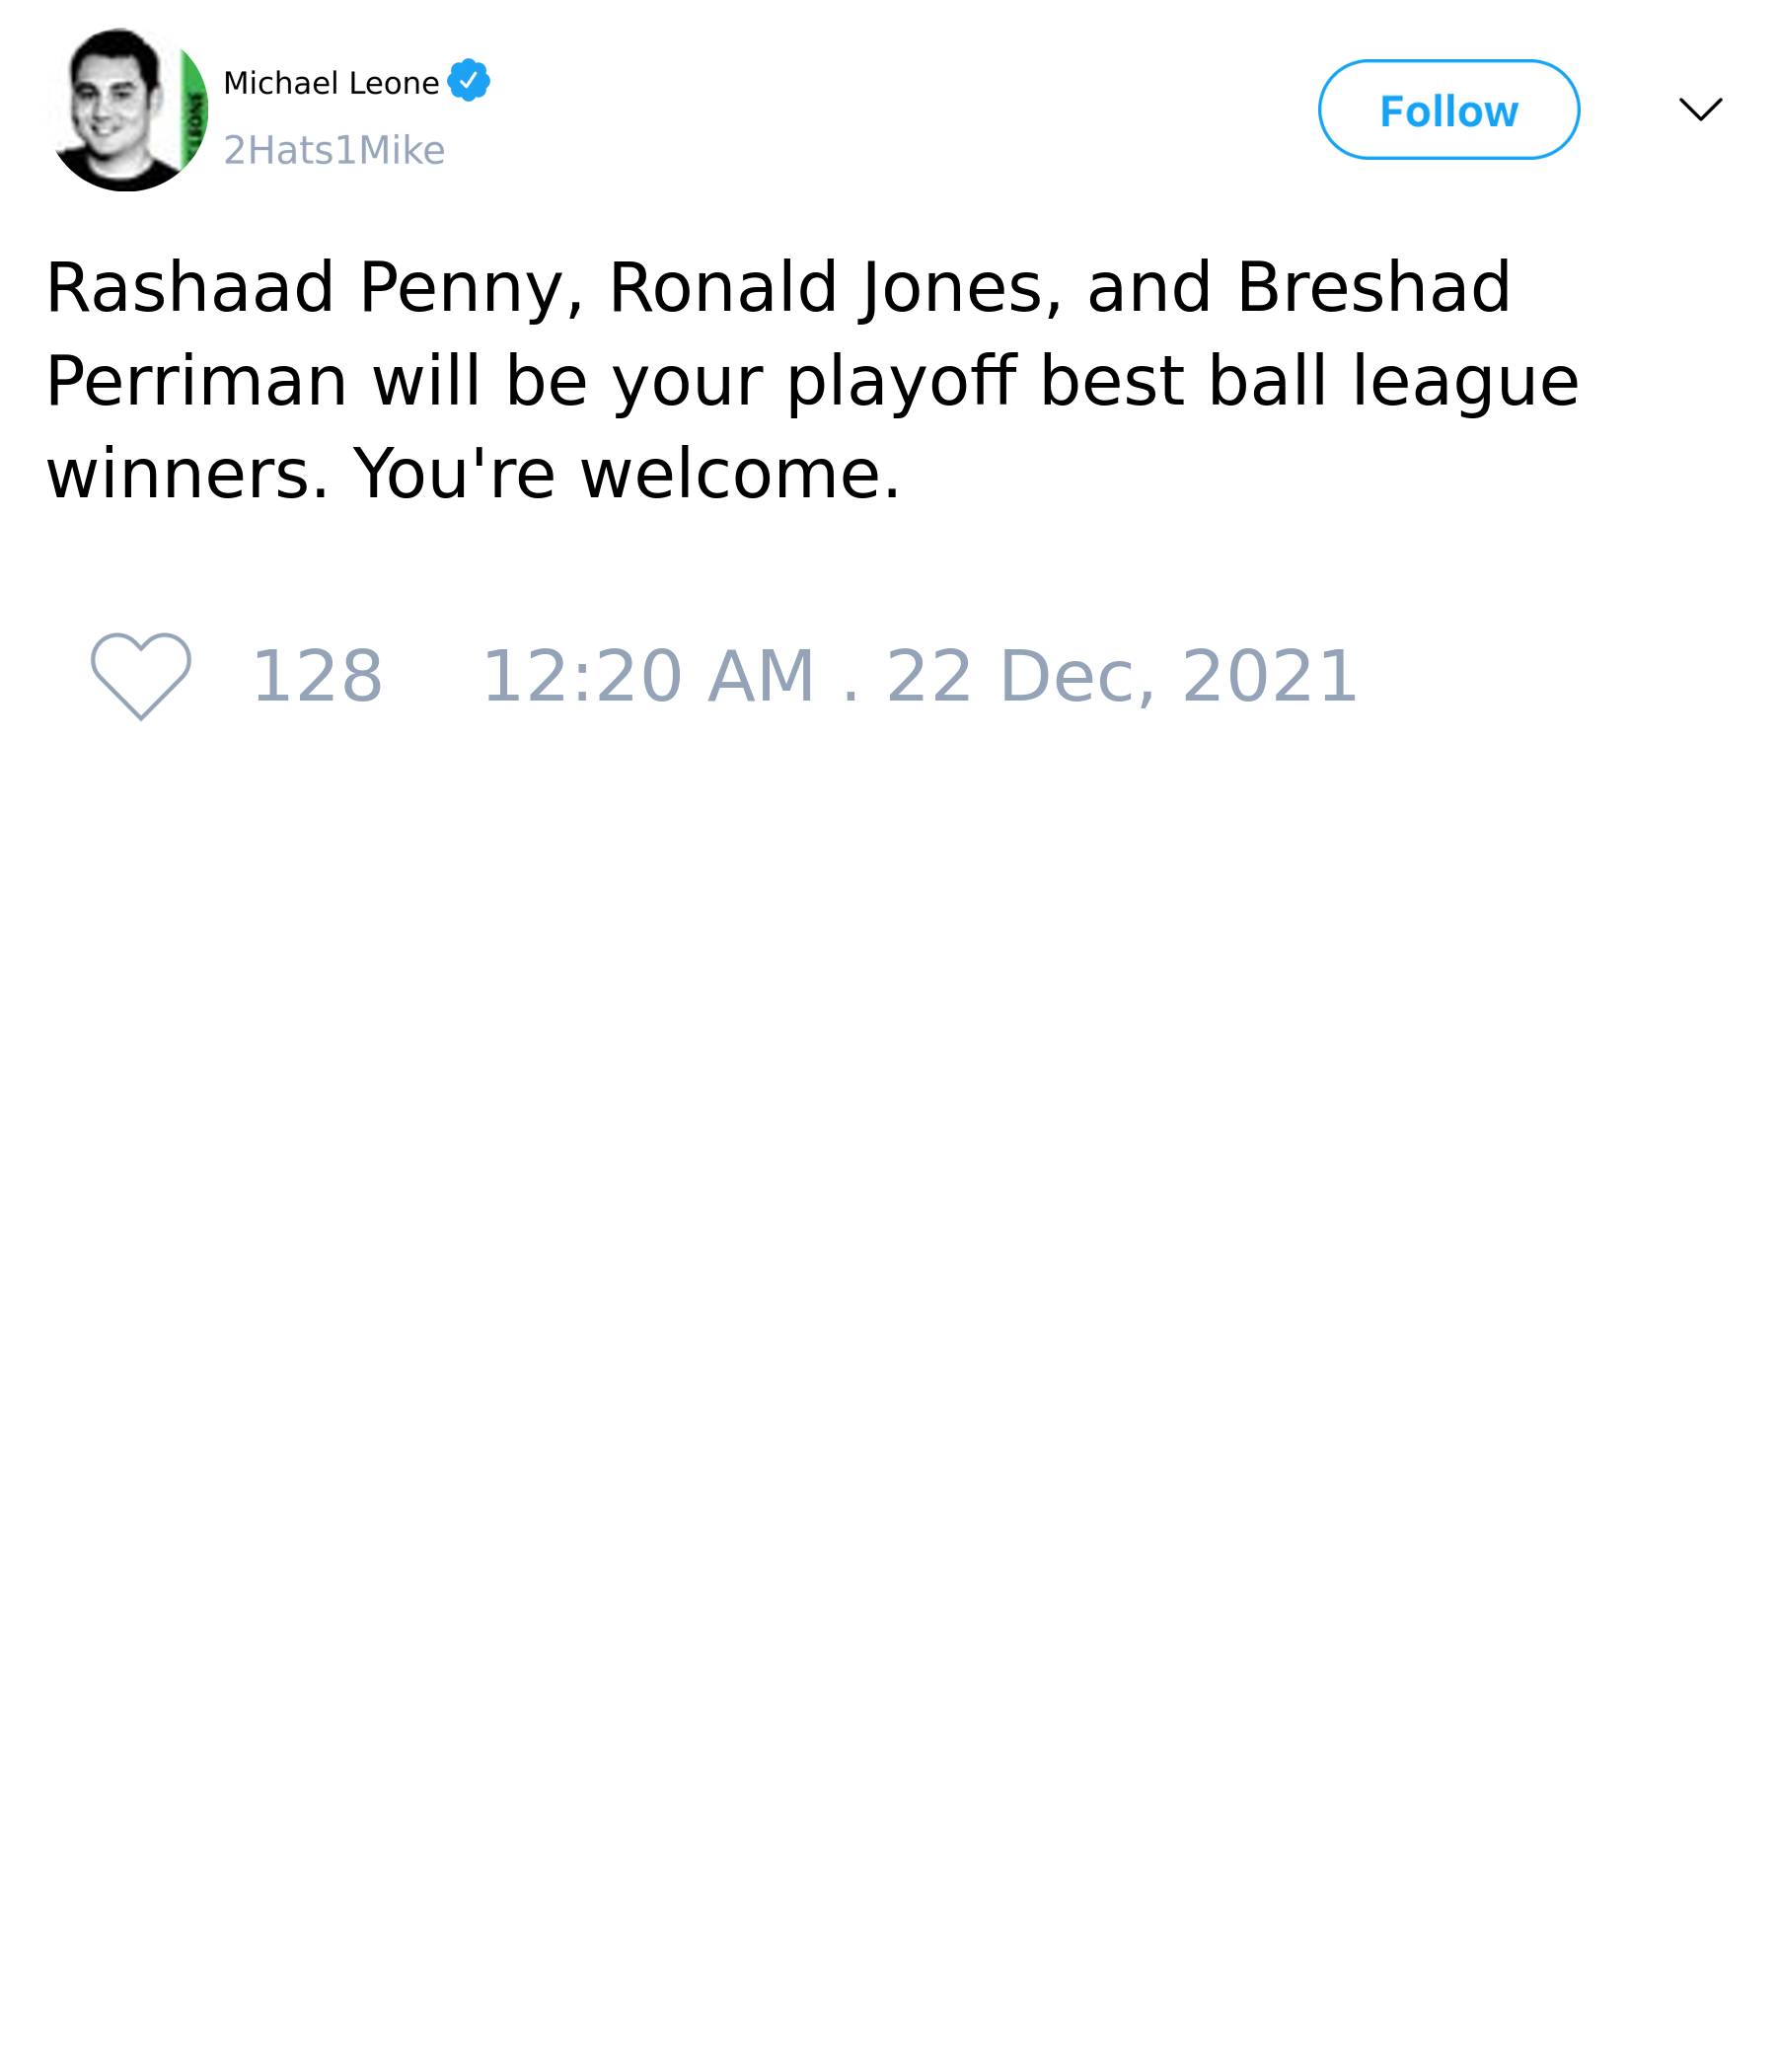 Michael Leone
2Hats1Mike
Follow
Rashaad Penny, Ronald Jones, and Breshad
Perriman will be your playoff best ball league
winners. You're welcome.
128 12:20 AM . 22 Dec, 2021
LEONE